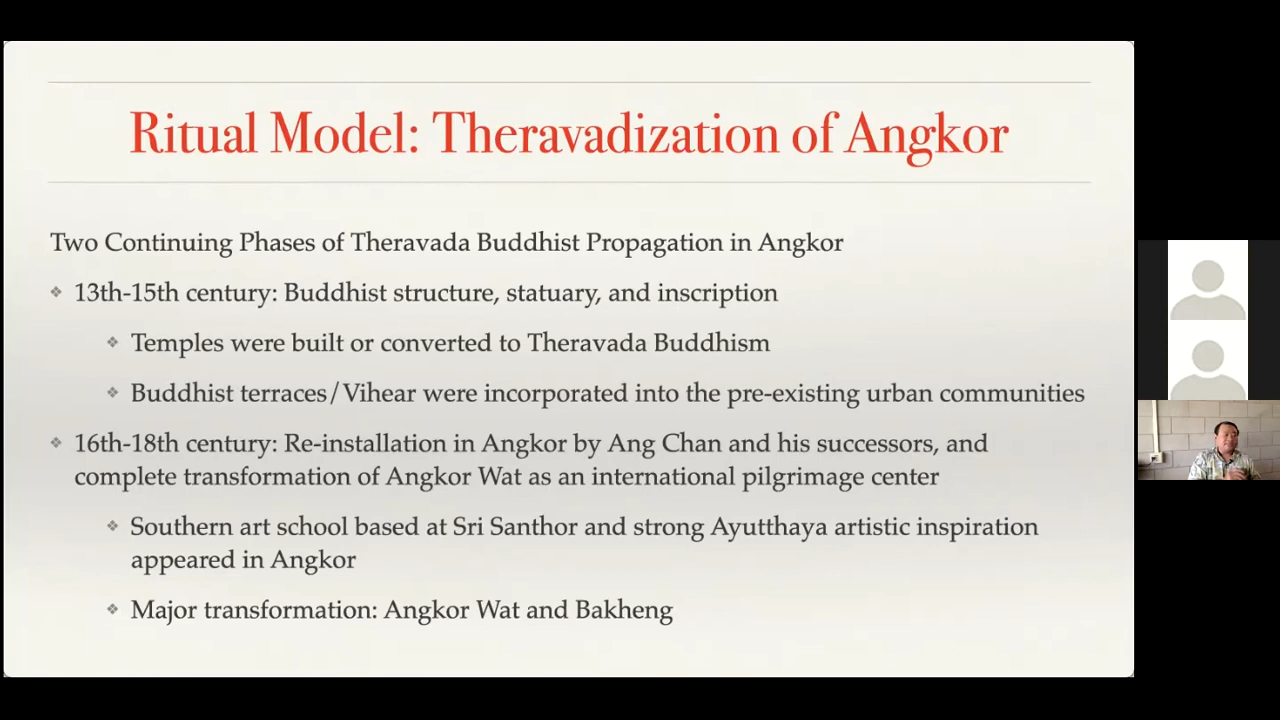 Ritual Model: Theravadization of Angkor
Two Continuing Phases of Theravada Buddhist Propagation in Angkor
❖ 13th-15th century: Buddhist structure, statuary, and inscription
❖ Temples were built or converted to Theravada Buddhism
❖ Buddhist terraces/Vihear were incorporated into the pre-existing urban communities
❖ 16th-18th century: Re-installation in Angkor by Ang Chan and his successors, and
complete transformation of Angkor Wat as an international pilgrimage center
❖ Southern art school based at Sri Santhor and strong Ayutthaya artistic inspiration
appeared in Angkor
❖ Major transformation: Angkor Wat and Bakheng